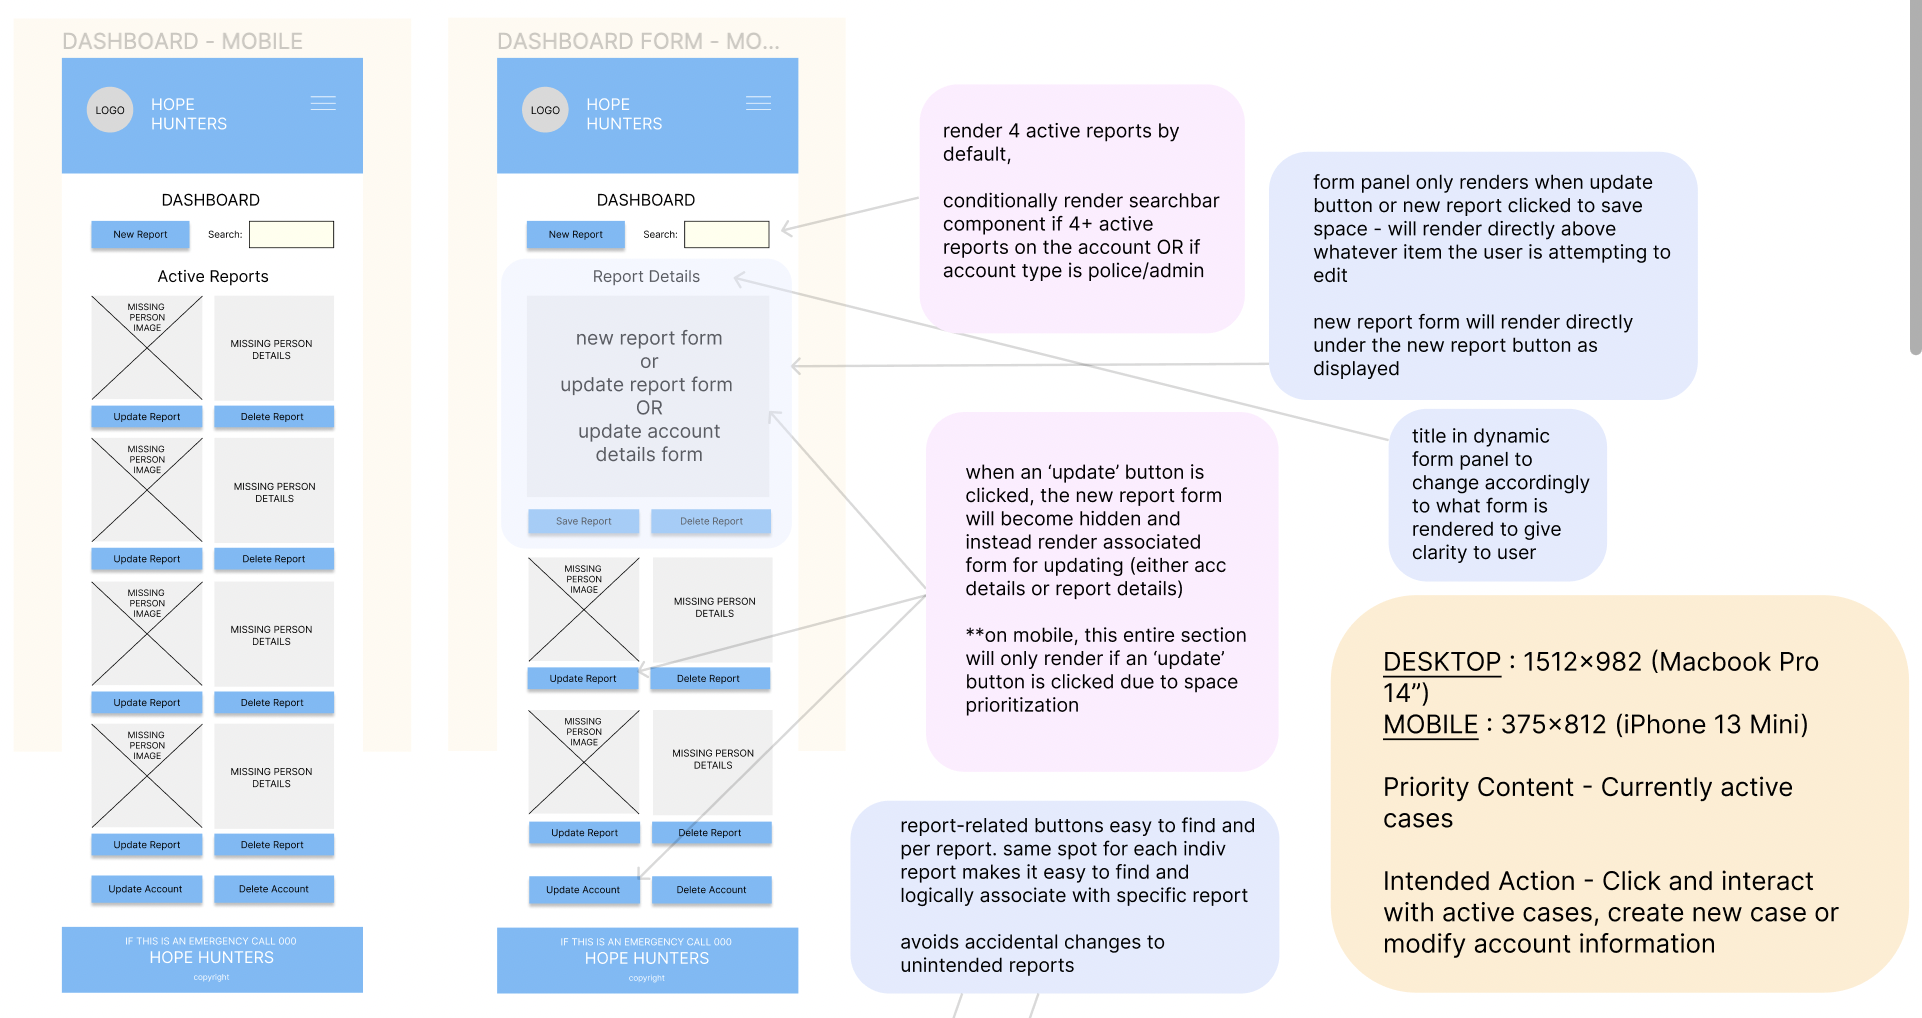 DASHBOARD - MOBILE
LOGO
HOPE
HUNTERS
DASHBOARD
New Report
Search:
Active Reports
MISSING
PERSON
IMAGE
MISSING PERSON
DETAILS
Update Report
Delete Report
MISSING
PERSON
IMAGE
MISSING PERSON
DETAILS
Update Report
Delete Report
MISSING
PERSON
IMAGE
MISSING PERSON
DETAILS
Update Report
Delete Report
MISSING
PERSON
IMAGE
MISSING PERSON
DETAILS
Update Report
Delete Report
Update Account
Delete Account
IF THIS IS AN EMERGENCY CALL 000
HOPE HUNTERS
copyright
DASHBOARD FORM - MO...
LOGO
HOPE
HUNTERS
DASHBOARD
New Report
Search:
Report Details
new report form
or
update report form
OR
update account
details form
Save Report
Delete Report
MISSING
PERSON
IMAGE
MISSING PERSON
DETAILS
Update Report
Delete Report
MISSING
PERSON
IMAGE
MISSING PERSON
DETAILS
Update Report
Delete Report
Update Account
Delete Account
IF THIS IS AN EMERGENCY CALL 000
HOPE HUNTERS
copyright
render 4 active reports by
default,
conditionally render searchbar
component if 4+ active
reports on the account OR if
account type is police/admin
form panel only renders when update
button or new report clicked to save
space - will render directly above
whatever item the user is attempting to
edit
new report form will render directly
under the new report button as
displayed
title in dynamic
form panel to
change accordingly
to what form is
rendered to give
clarity to user
when an ‘update’ button is
clicked, the new report form
will become hidden and
instead render associated
form for updating (either acc
details or report details)
**on mobile, this entire section
will only render if an ‘update’
button is clicked due to space
prioritization
report-related buttons easy to find and
per report. same spot for each indiv
report makes it easy to find and
logically associate with specific report
avoids accidental changes to
unintended reports
DESKTOP : 1512×982 (Macbook Pro
14”)
MOBILE : 375×812 (iPhone 13 Mini)
Priority Content - Currently active
cases
Intended Action - Click and interact
with active cases, create new case or
modify account information